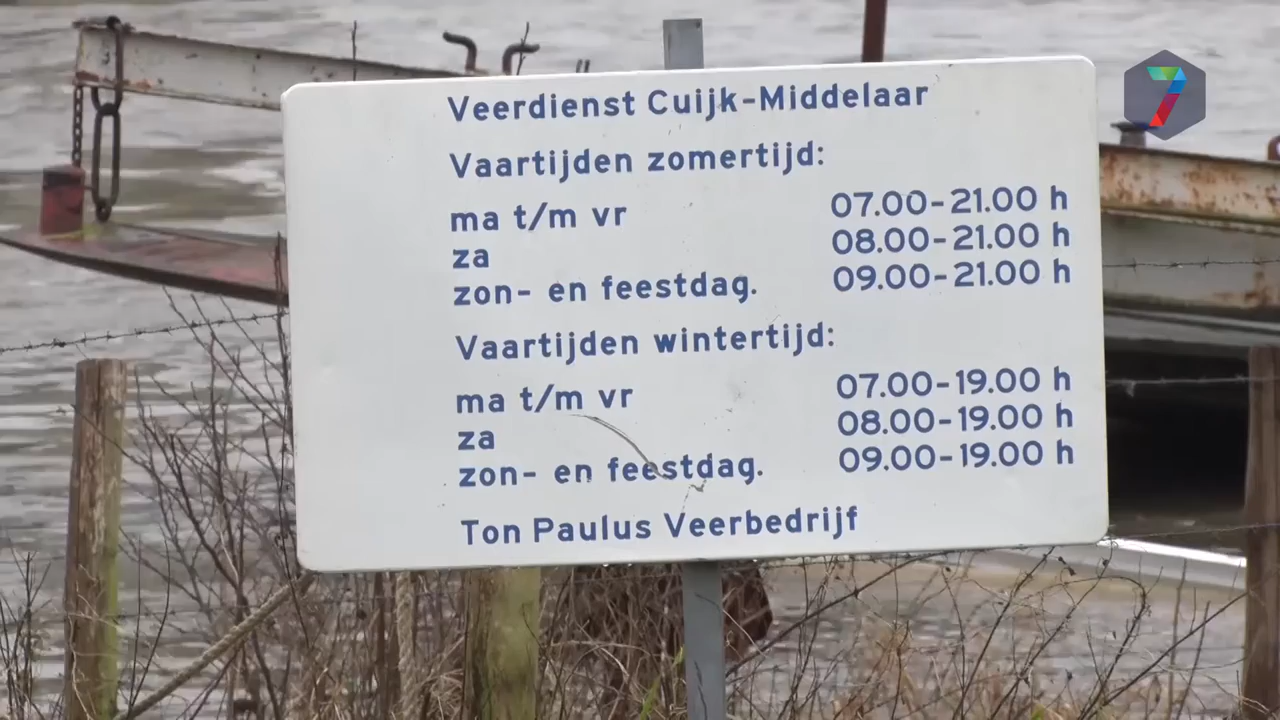 Veerdienst Cuijk-Middelaar
Vaartijden zomertijd:
ma t/m vr 07.00-21.00 h
za 08.00-21.00 h
zon- en feestdag. 09.00-21.00 h
Vaartijden wintertijd:
ma t/m vr 07.00-19.00 h
za 08.00-19.00 h
zon- en feestdag. 09.00-19.00 h
Ton Paulus Veerbedrijf
7